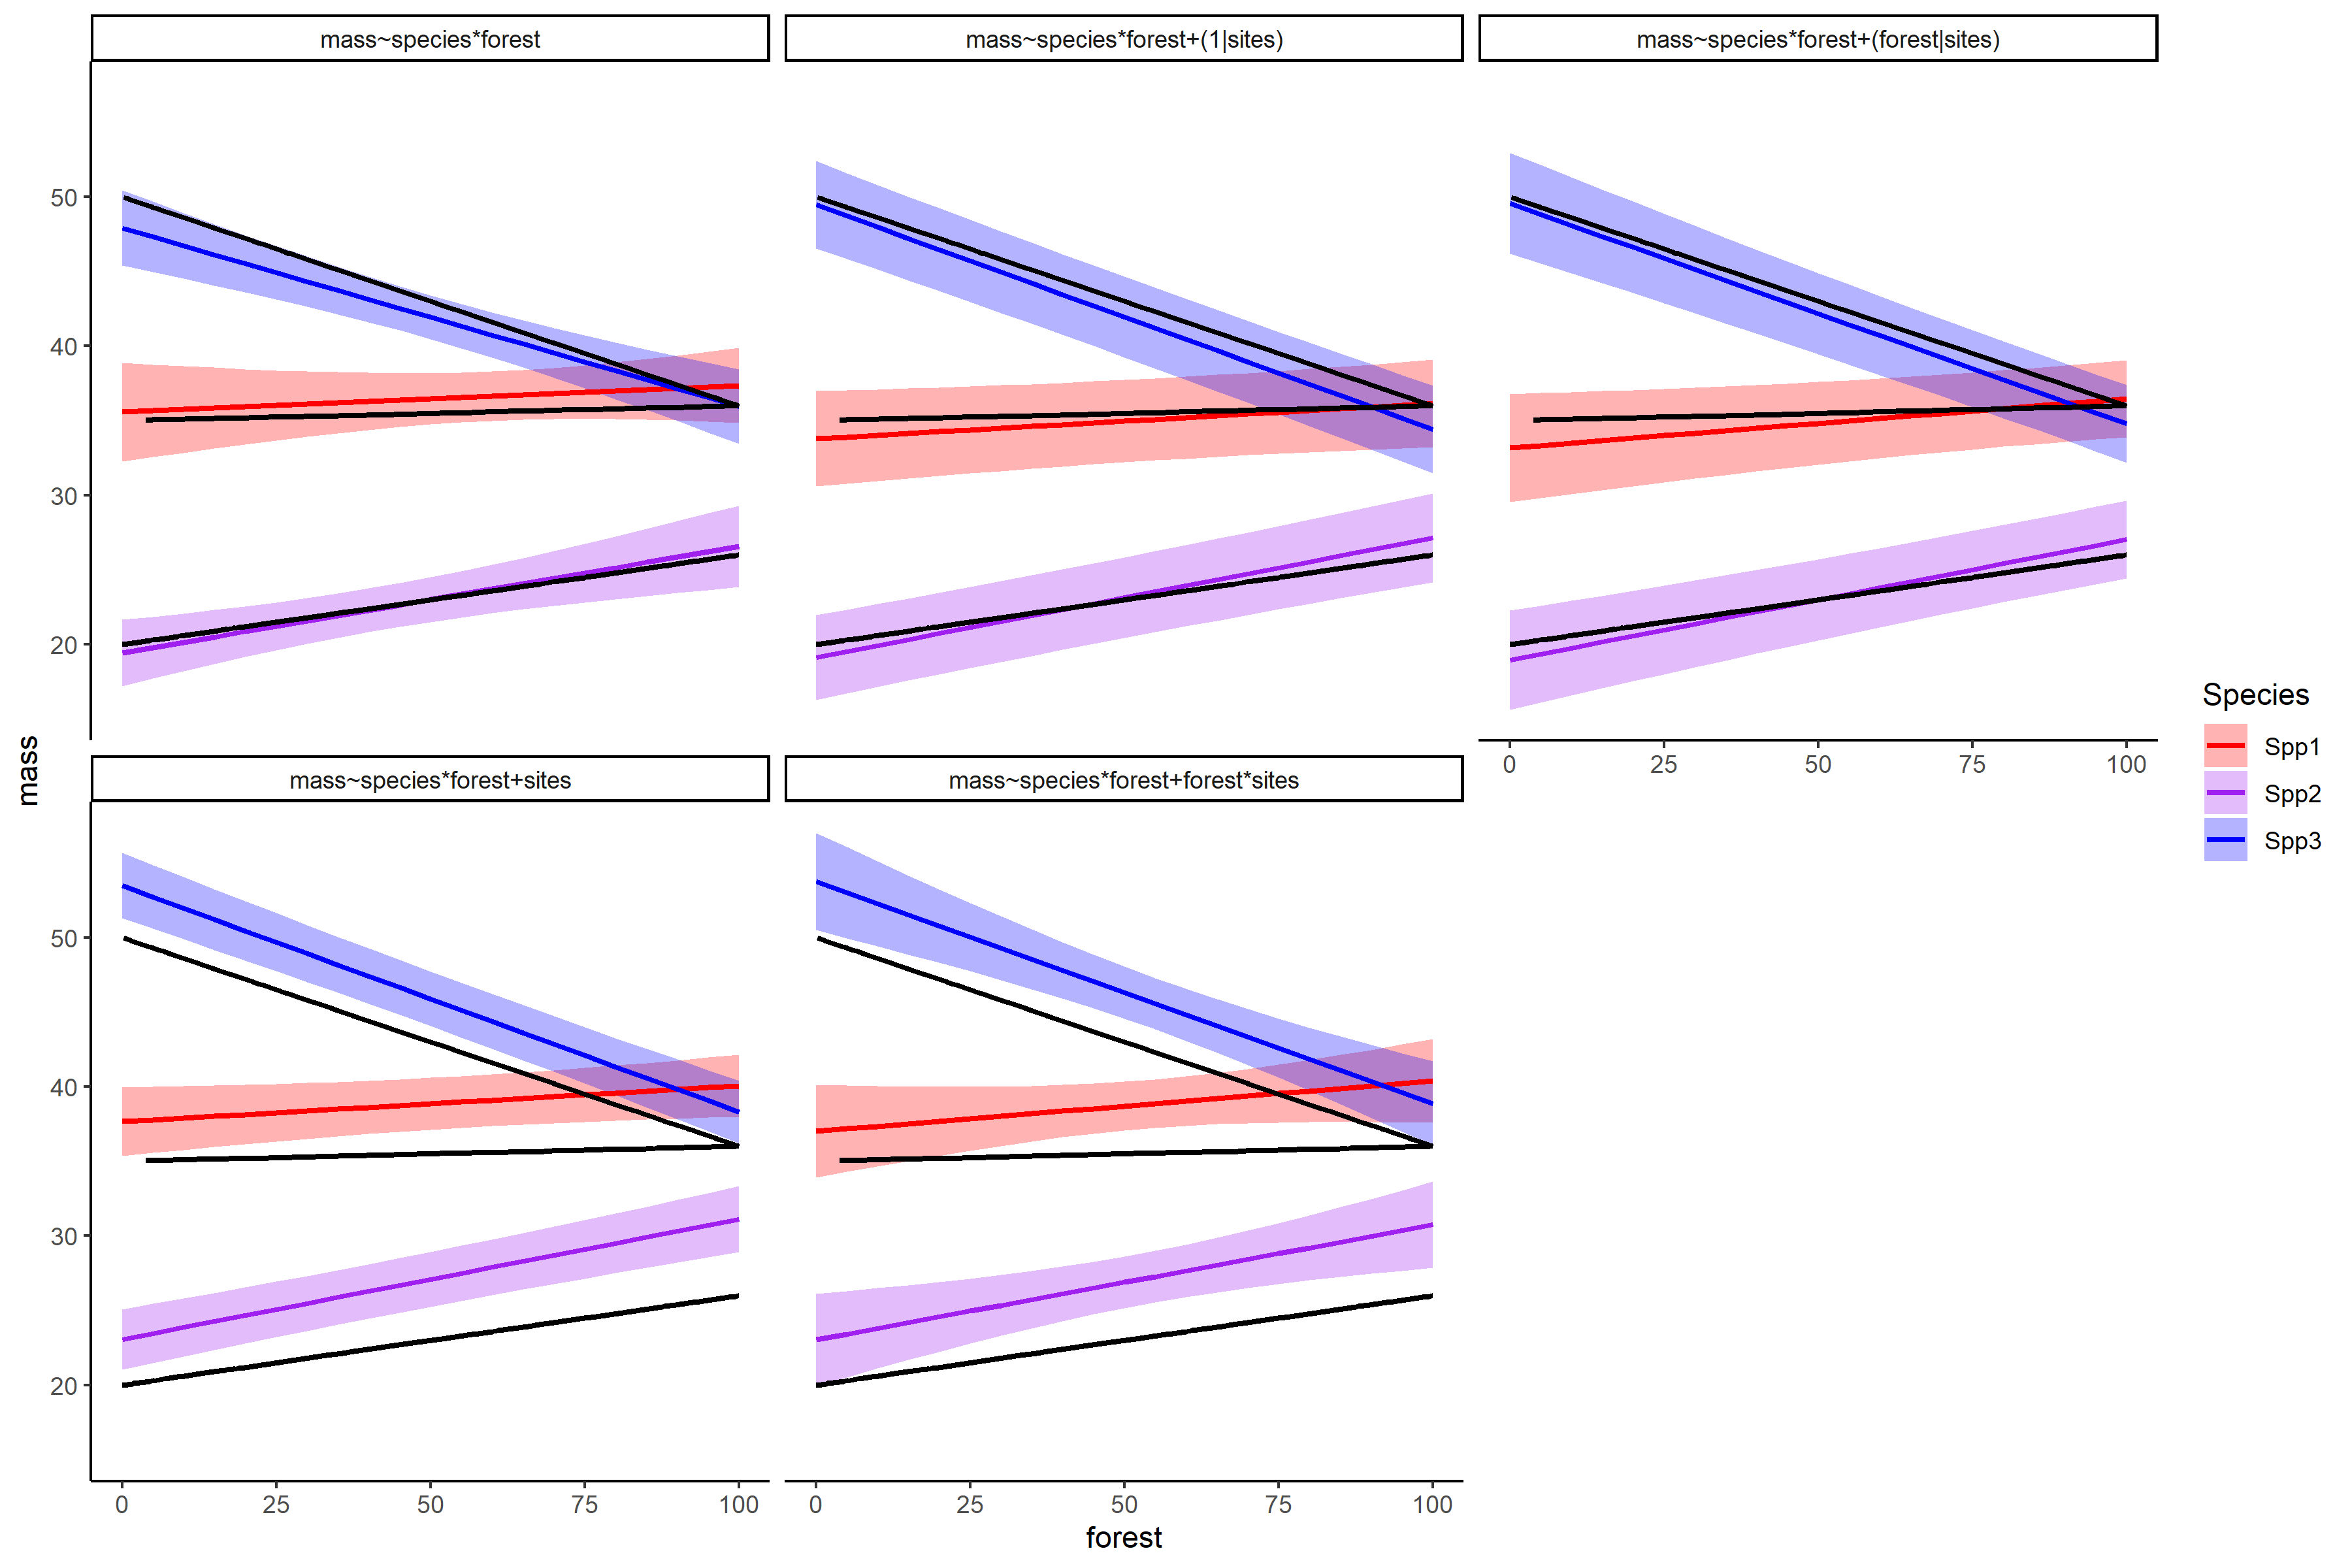 mass~species*forest
mass~species*forest+(1|sites)
mass~species*forest+(forest|sites)
50
40
30
20
0
25
50
75
100
mass
mass~species*forest+sites
mass~species*forest+forest*sites
50
40
30
20
0
25
50
75
100
0
25
50
75
100
forest
Species
Spp1
Spp2
Spp3